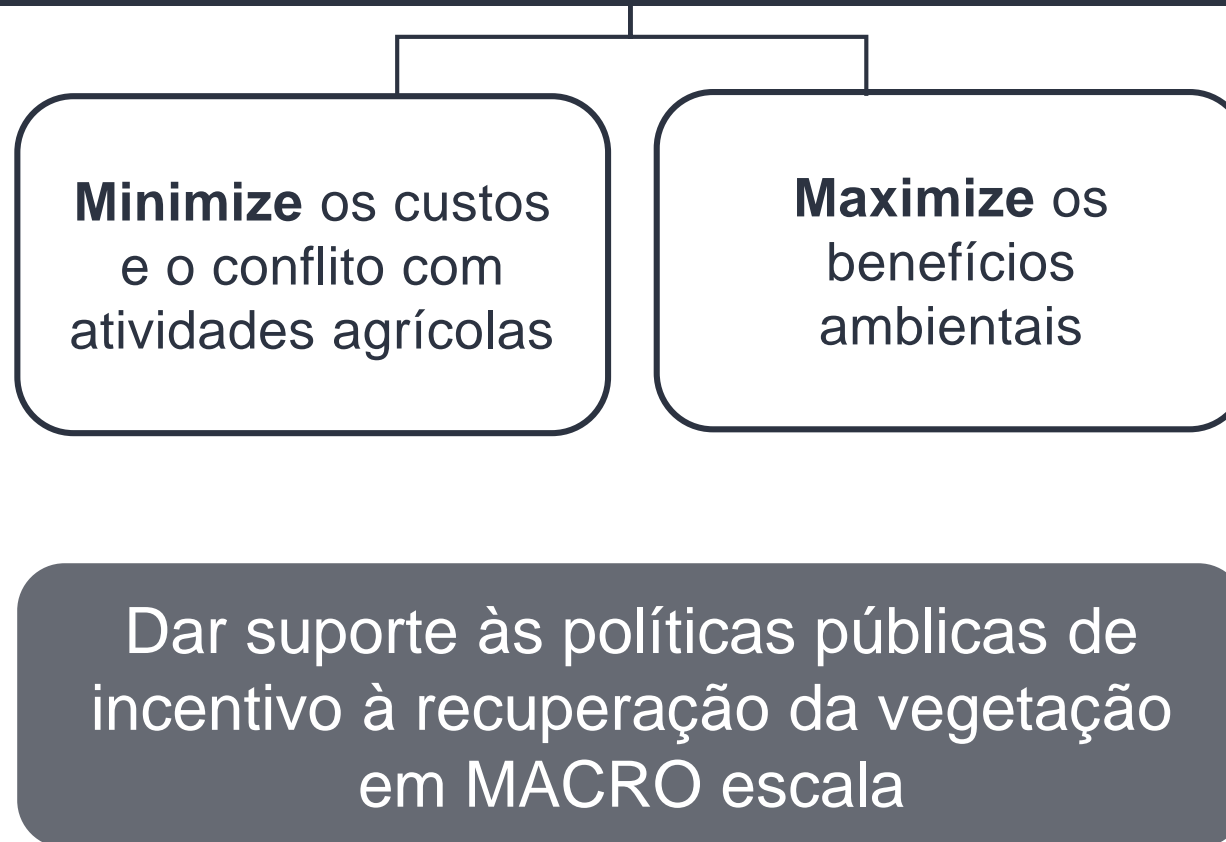 Minimize os custos
e o conflito com
atividades agrícolas
Maximize os
benefícios
ambientais
Dar suporte às políticas públicas de
incentivo à recuperação da vegetação
em MACRO escala